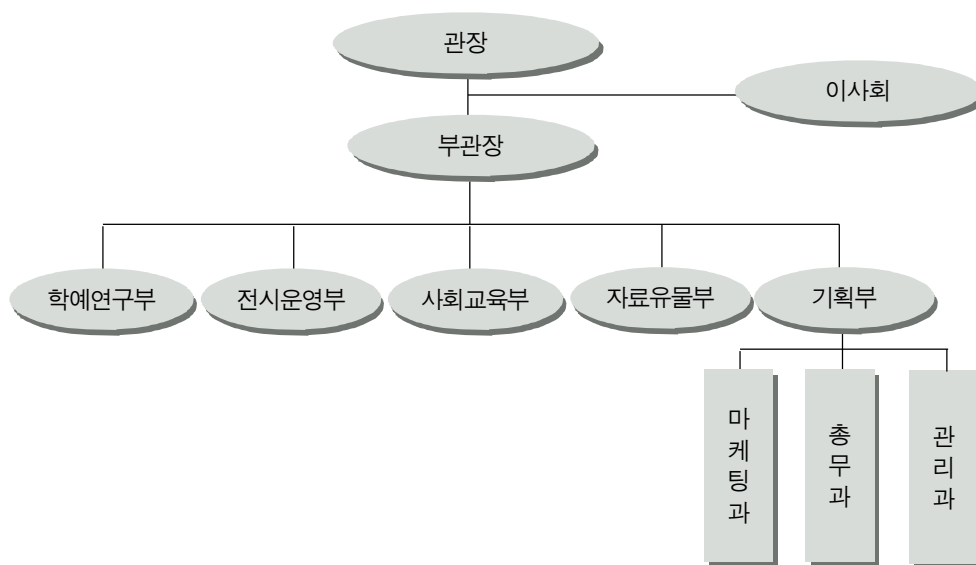 관장
이사회
부관장
학예연구부
전시운영부
사회교육부
자료유물부
기획부
마케팅과
총무과
관리과